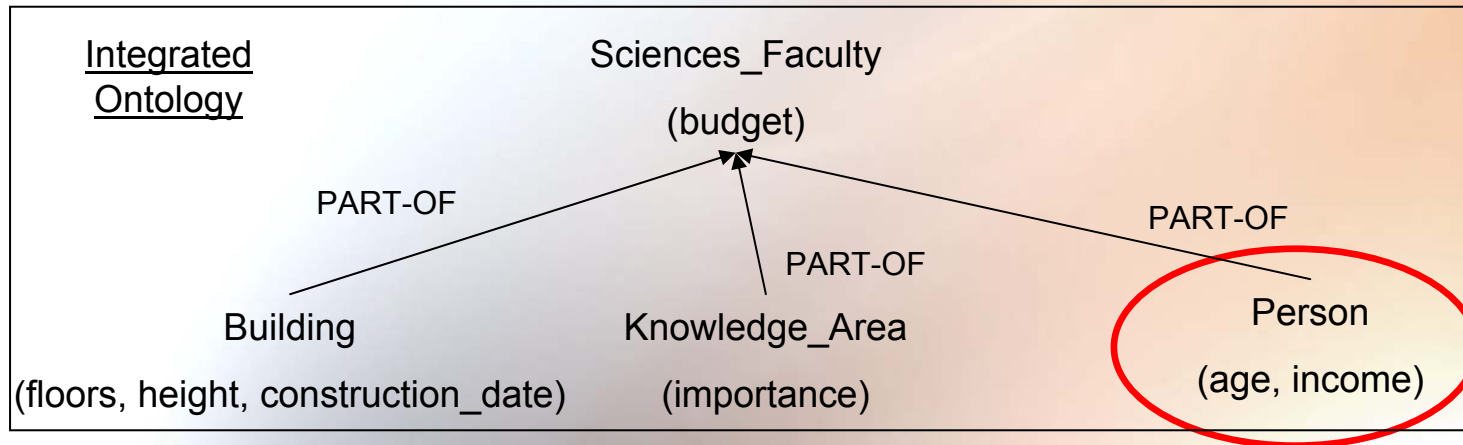 Integrated
Ontology
Sciences_Faculty
(budget)
PART-OF
PART-OF
PART-OF
Building
(floors, height, construction_date)
Knowledge_Area
(importance)
Person
(age, income)